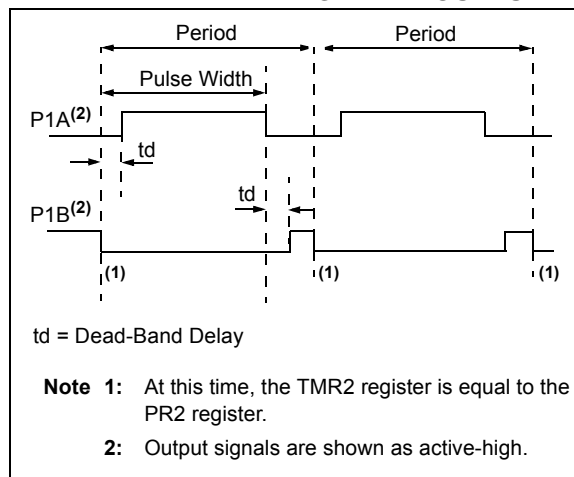 Period Period
Pulse Width
P1A(2)
td
td
P1B(2)
(1) (1) (1)
td = Dead-Band Delay
Note 1: At this time, the TMR2 register is equal to the
PR2 register.
2: Output signals are shown as active-high.